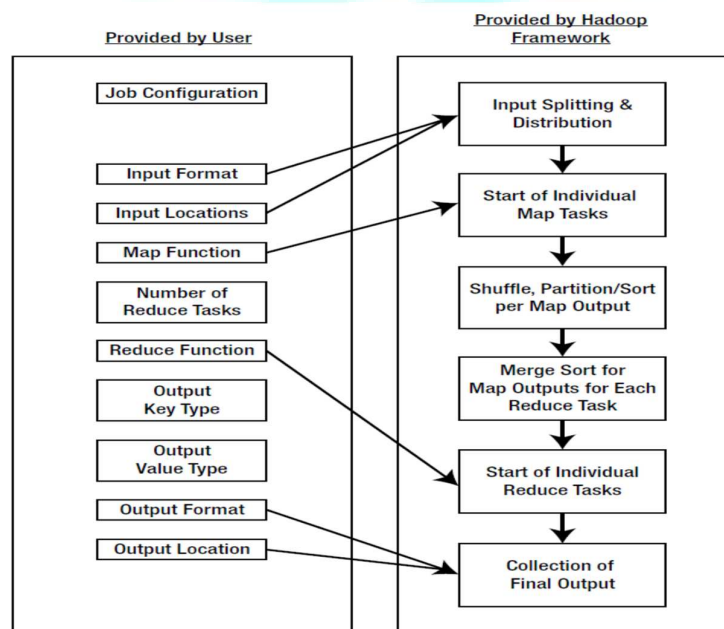 Provided by User
Job Configuration
Input Format
Input Locations
Map Function
Number of
Reduce Tasks
Reduce Function
Output
Key Type
Output
Value Type
Output Format
Output Location
Provided by Hadoop
Framework
Input Splitting &
Distribution
Start of Individual
Map Tasks
Shuffle, Partition/Sort
per Map Output
Merge Sort for
Map Outputs for Each
Reduce Task
Start of Individual
Reduce Tasks
Collection of
Final Output